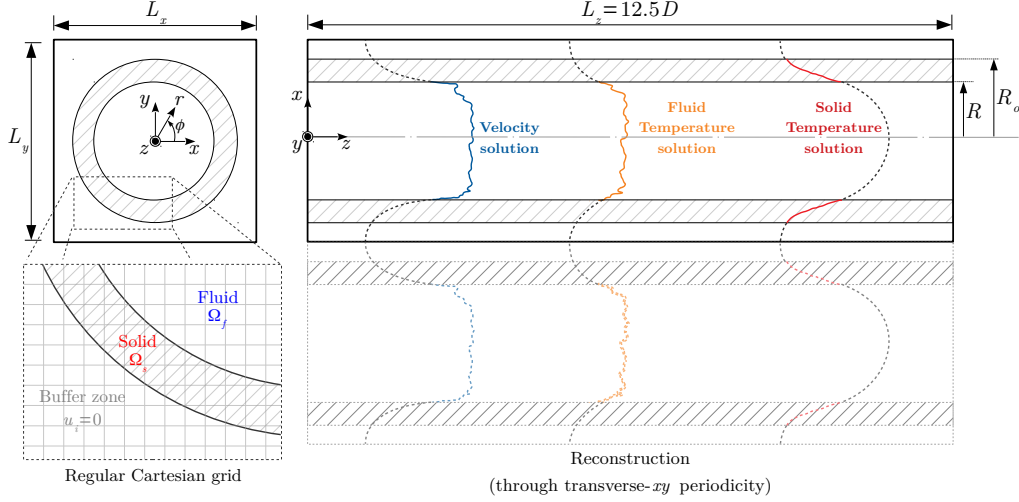 L_x
L_z = 12.5D
L_y
y
r
ϕ
z
x
x
y
z
Velocity
solution
Fluid
Temperature
solution
Solid
Temperature
solution
R
R_o
Fluid
Ω_f
Solid
Ω_s
Buffer zone
u_i=0
Regular Cartesian grid
Reconstruction
(through transverse-xy periodicity)